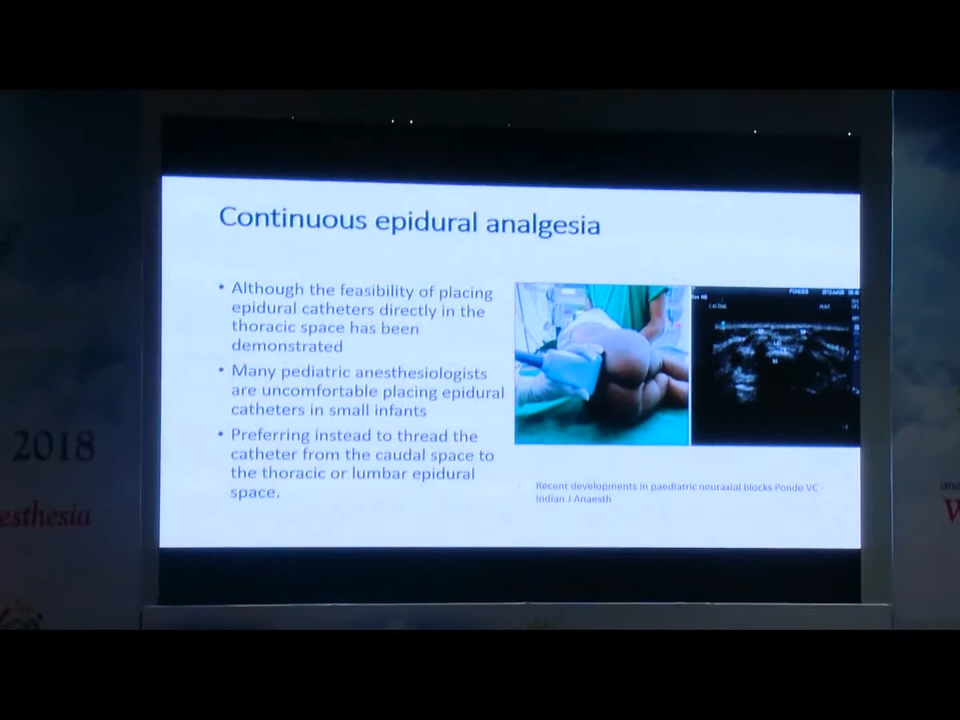 Continuous epidural analgesia
• Although the feasibility of placing
epidural catheters directly in the
thoracic space has been
demonstrated
• Many pediatric anesthesiologists
are uncomfortable placing epidural
catheters in small infants
• Preferring instead to thread the
catheter from the caudal space to
the thoracic or lumbar epidural
space.
Recent developments in paediatric neuraxial blocks Ponde VC -
Indian J Anaesth
2018
esthesia